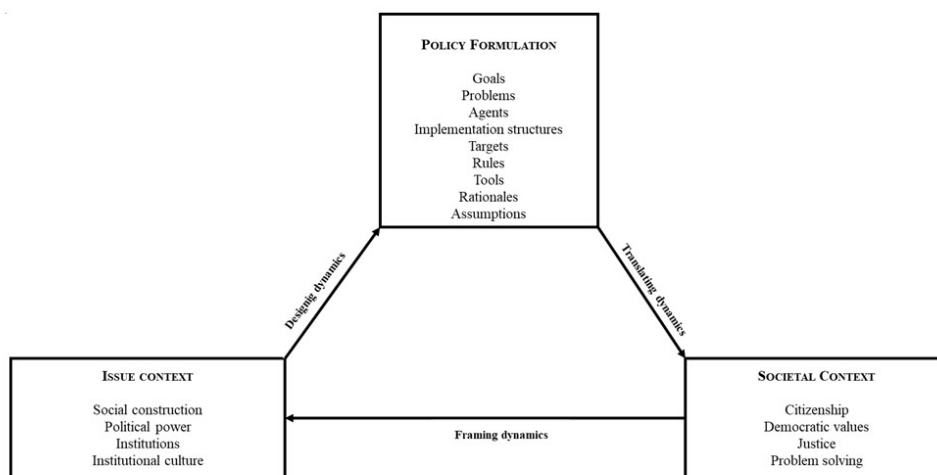 POLICY FORMULATION
Goals
Problems
Agents
Implementation structures
Targets
Rules
Tools
Rationales
Assumptions
Designig dynamics
Translating dynamics
ISSUE CONTEXT
Social construction
Political power
Institutions
Institutional culture
Framing dynamics
SOCIETAL CONTEXT
Citizenship
Democratic values
Justice
Problem solving